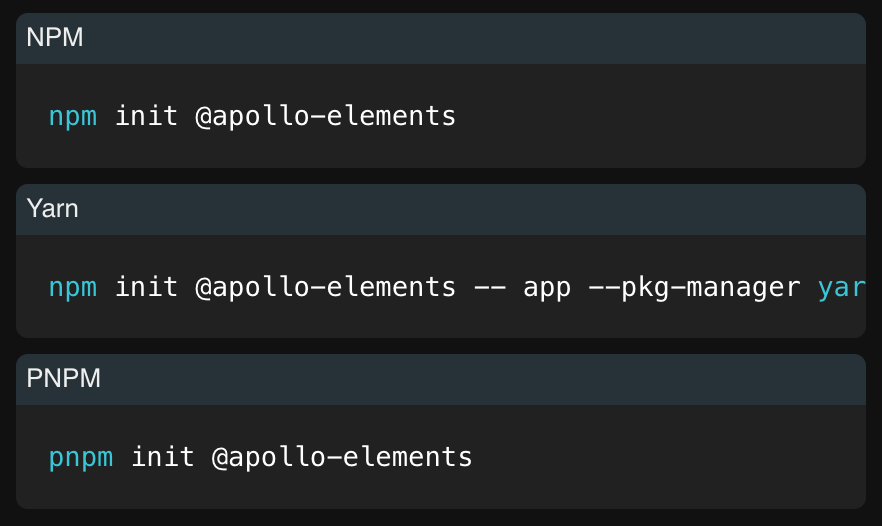 NPM
npm init @apollo-elements
Yarn
npm init @apollo-elements -- app --pkg-manager yar
PNPM
pnpm init @apollo-elements